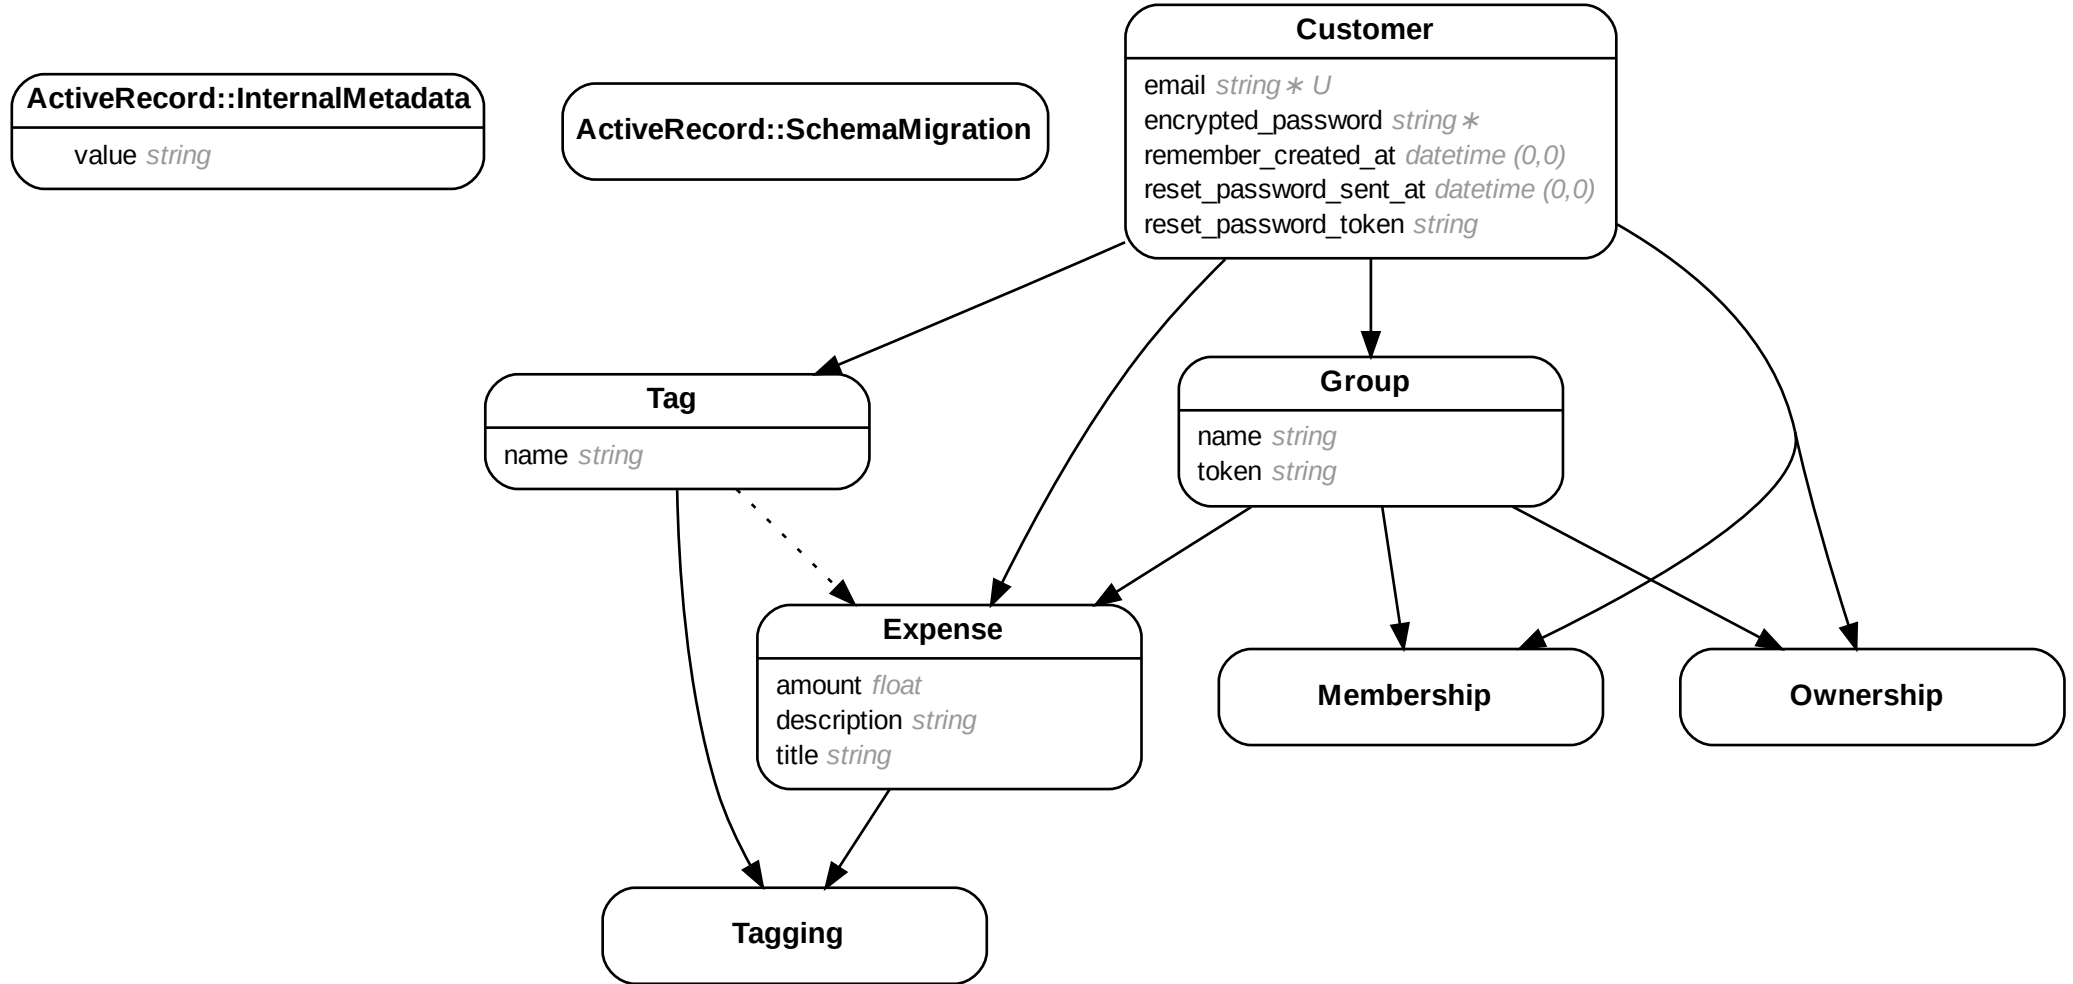 Customer
email string∗ U
encrypted_password string∗
remember_created_at datetime (0,0)
reset_password_sent_at datetime (0,0)
reset_password_token string
ActiveRecord::InternalMetadata
value string
ActiveRecord::SchemaMigration
Tag
name string
Group
name string
token string
Expense
amount float
description string
title string
Membership
Ownership
Tagging